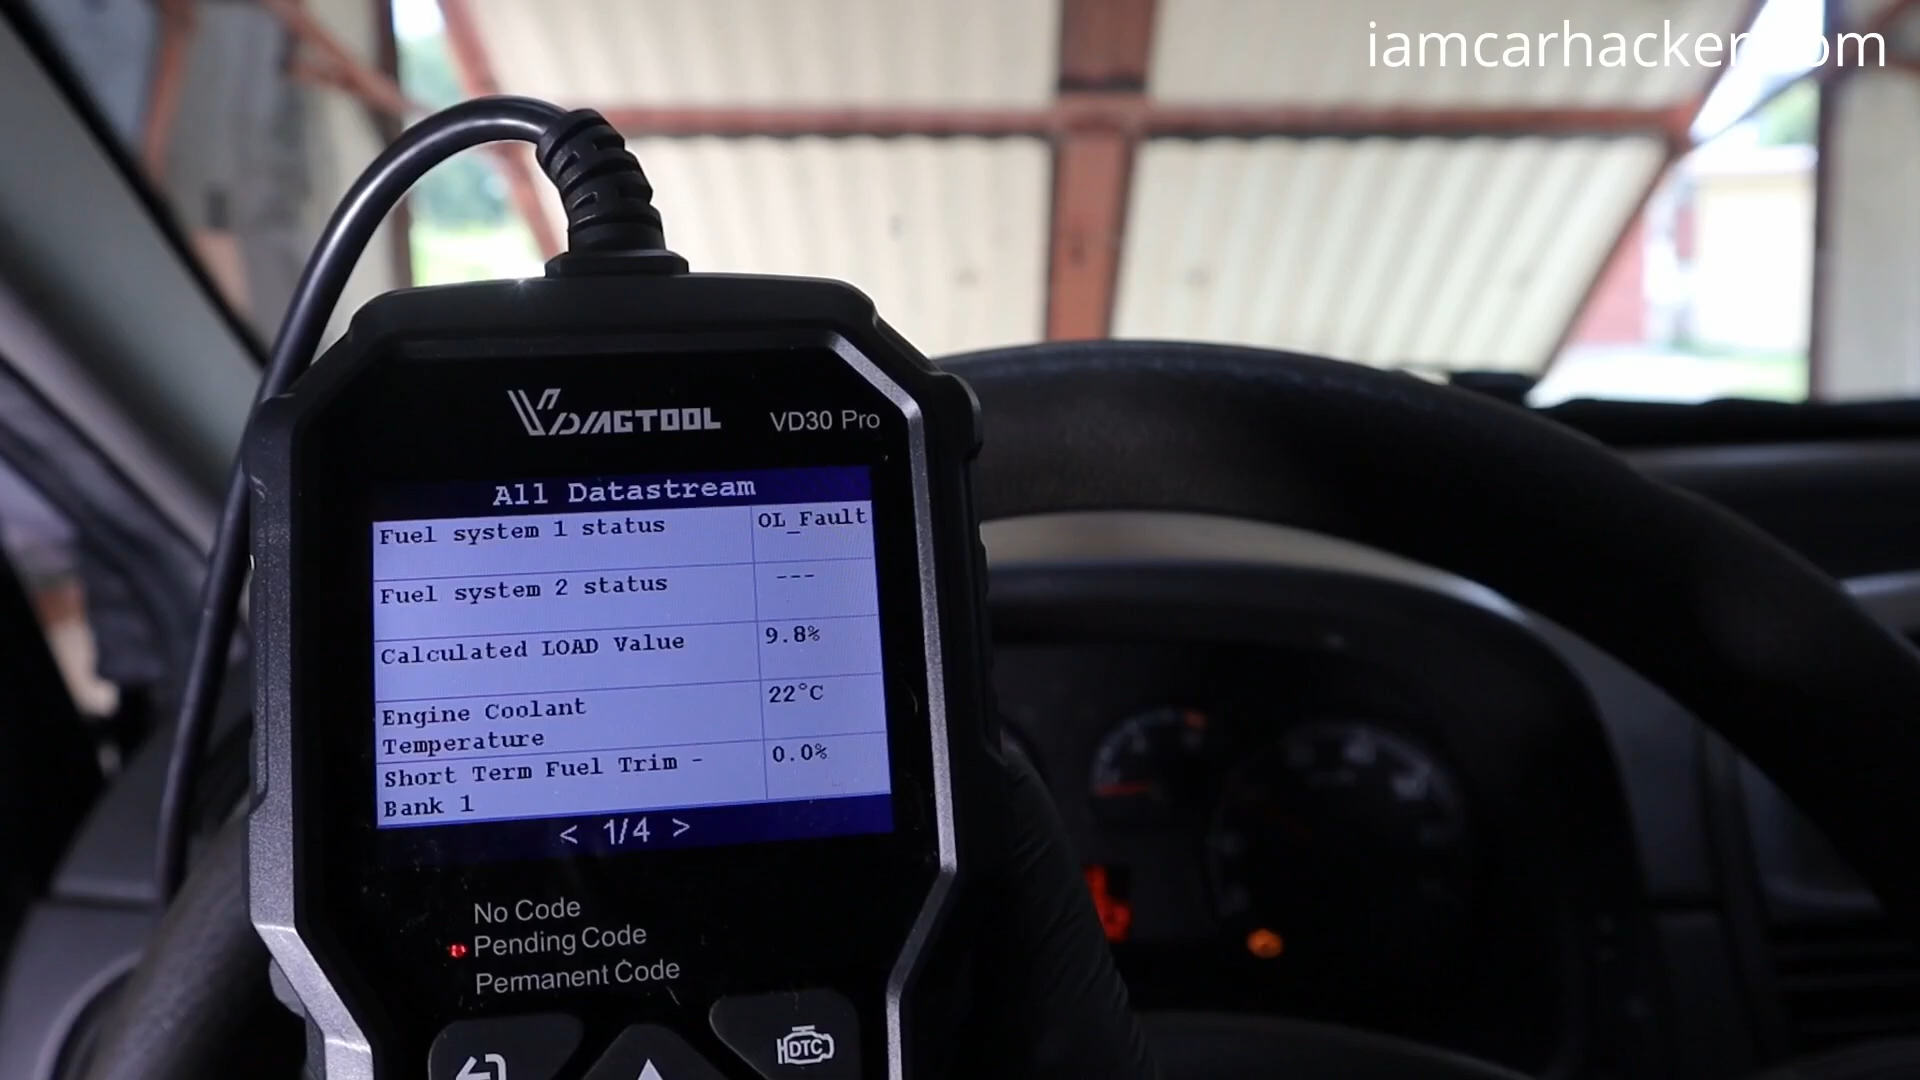 iamcarhacker.com
VDIAGTOOL VD30 Pro
All Datastream
Fuel system 1 status OL_Fault
Fuel system 2 status ---
Calculated LOAD Value 9.8%
Engine Coolant 22°C
Temperature
Short Term Fuel Trim - 0.0%
Bank 1
< 1/4 >
No Code
Pending Code
Permanent Code
DTC